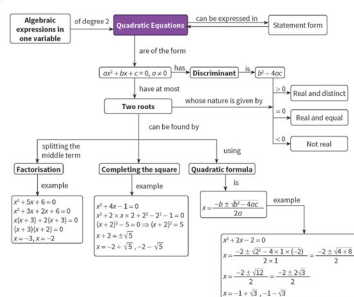 Algebraic
expressions in
one variable
of degree 2
Quadratic Equations
can be expressed in
Statement form
are of the form
ax² + bx + c = 0, a ≠ 0
has
Discriminant
is
b² – 4ac
have at most
Two roots
whose nature is given by
> 0
Real and distinct
= 0
Real and equal
< 0
Not real
can be found by
splitting the
middle term
using
Factorisation
Completing the square
Quadratic formula
example
x² + 5x + 6 = 0
x² + 3x + 2x + 6 = 0
x(x + 3) + 2(x + 3) = 0
(x + 3)(x + 2) = 0
x = –3, x = –2
example
x² + 4x – 1 = 0
x² + 2 × x × 2 + 2² – 2² – 1 = 0
(x + 2)² – 5 = 0 ⇒ (x + 2)² = 5
x + 2 = ± √5
x = –2 + √5 , –2 – √5
is
x = (–b ± √b² – 4ac) / 2a
example
x² + 2x – 2 = 0
x = (–2 ± √2² – 4 × 1 × (–2)) / (2 × 1) = (–2 ± √4 + 8) / 2
= (–2 ± √12) / 2 = (–2 ± 2√3) / 2
x = –1 + √3 , –1 – √3